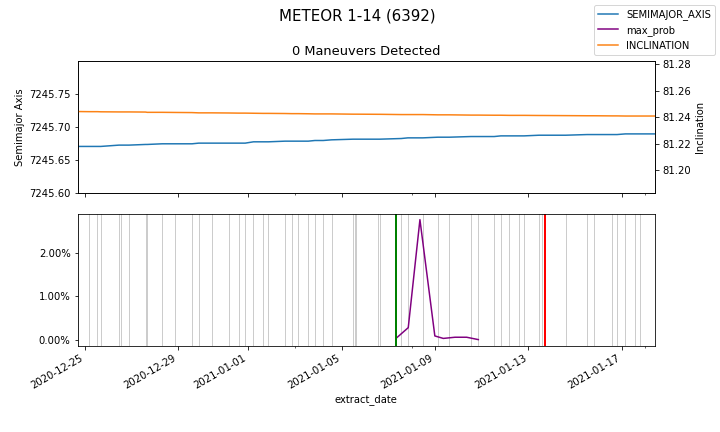 METEOR 1-14 (6392)
SEMIMAJOR_AXIS
max_prob
INCLINATION
0 Maneuvers Detected
Semimajor Axis
7245.75
7245.70
7245.65
7245.60
81.28
81.26
81.24
81.22
81.20
Inclination
2.00%
1.00%
0.00%
2020-12-25
2020-12-29
2021-01-01
2021-01-05
2021-01-09
2021-01-13
2021-01-17
extract_date